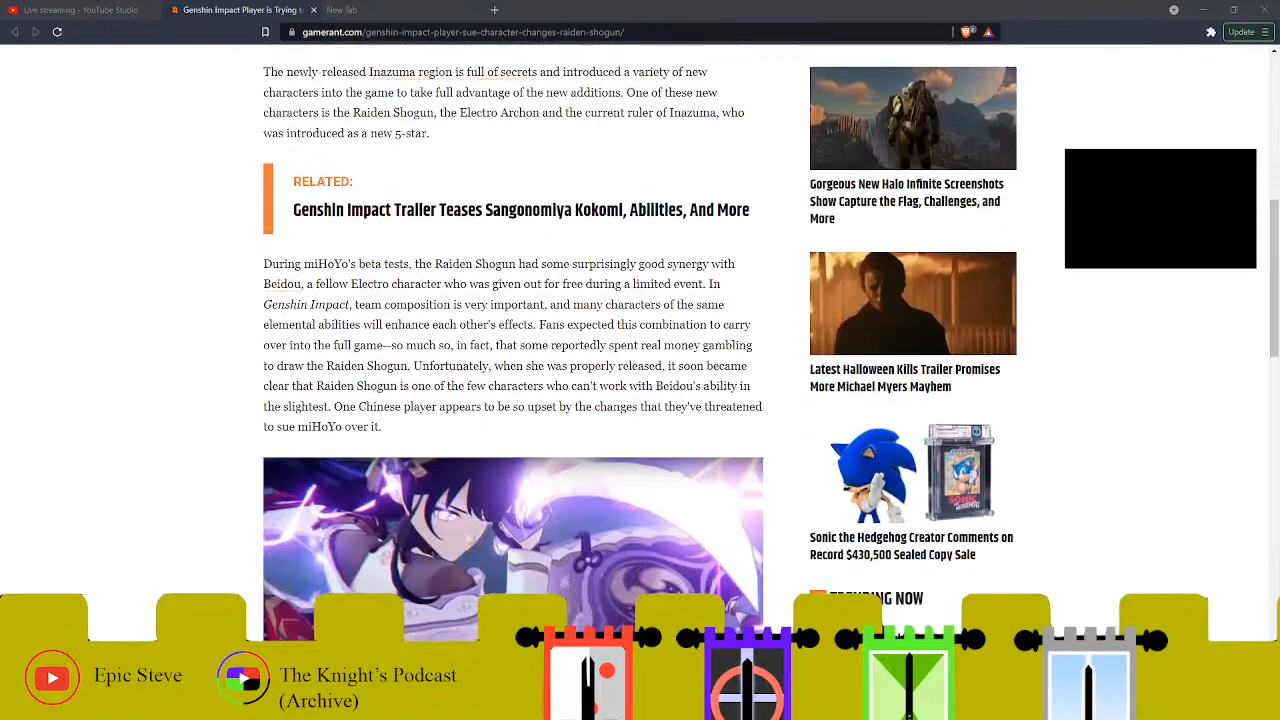 Live streaming - YouTube Studio
Genshin Impact Player is Trying t
New Tab
gamerant.com/genshin-impact-player-sue-character-changes-raiden-shogun/
Update
The newly-released Inazuma region is full of secrets and introduced a variety of new
characters into the game to take full advantage of the new additions. One of these new
characters is the Raiden Shogun, the Electro Archon and the current ruler of Inazuma, who
was introduced as a new 5-star.
RELATED:
Genshin Impact Trailer Teases Sangonomiya Kokomi, Abilities, And More
During miHoYo's beta tests, the Raiden Shogun had some surprisingly good synergy with
Beidou, a fellow Electro character who was given out for free during a limited event. In
Genshin Impact, team composition is very important, and many characters of the same
elemental abilities will enhance each other's effects. Fans expected this combination to carry
over into the full game--so much so, in fact, that some reportedly spent real money gambling
to draw the Raiden Shogun. Unfortunately, when she was properly released, it soon became
clear that Raiden Shogun is one of the few characters who can't work with Beidou's ability in
the slightest. One Chinese player appears to be so upset by the changes that they've threatened
to sue miHoYo over it.
Gorgeous New Halo Infinite Screenshots
Show Capture the Flag, Challenges, and
More
Latest Halloween Kills Trailer Promises
More Michael Myers Mayhem
Sonic the Hedgehog Creator Comments on
Record $430,500 Sealed Copy Sale
TRENDING NOW
Epic Steve
The Knight's Podcast
(Archive)